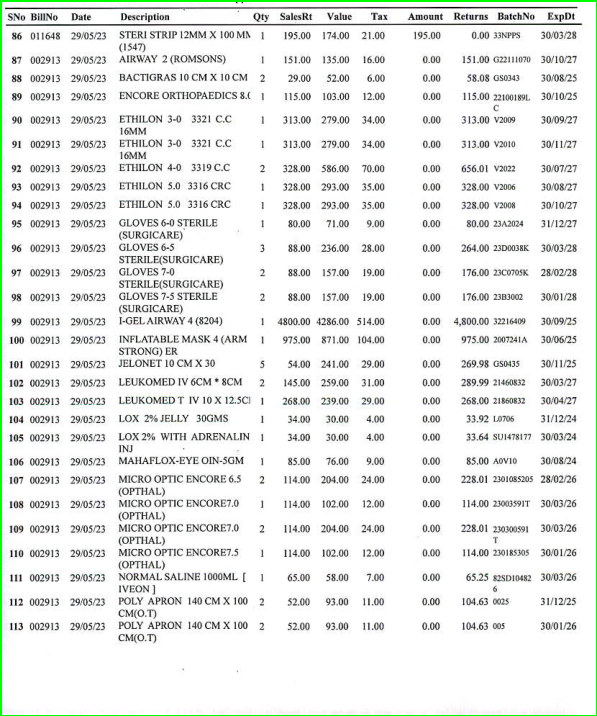 SNo BillNo Date Description Qty SalesRt Value Tax Amount Returns BatchNo ExpDt
86 011648 29/05/23 STERI STRIP 12MM X 100 MM 1 195.00 174.00 21.00 195.00 0.00 33NPPS 30/03/28
(1547)
87 002913 29/05/23 AIRWAY 2 (ROMSONS) 1 151.00 135.00 16.00 0.00 151.00 G22111070 30/10/27
88 002913 29/05/23 BACTIGRAS 10 CM X 10 CM 2 29.00 52.00 6.00 0.00 58.08 GS0343 30/08/25
89 002913 29/05/23 ENCORE ORTHOPAEDICS 8.( 1 115.00 103.00 12.00 0.00 115.00 22100189L 30/10/25
C
90 002913 29/05/23 ETHILON 3-0 3321 C.C 1 313.00 279.00 34.00 0.00 313.00 V2009 30/09/27
16MM
91 002913 29/05/23 ETHILON 3-0 3321 C.C 1 313.00 279.00 34.00 0.00 313.00 V2010 30/11/27
16MM
92 002913 29/05/23 ETHILON 4-0 3319 C.C 2 328.00 586.00 70.00 0.00 656.01 V2022 30/07/27
93 002913 29/05/23 ETHILON 5.0 3316 CRC 1 328.00 293.00 35.00 0.00 328.00 V2006 30/08/27
94 002913 29/05/23 ETHILON 5.0 3316 CRC 1 328.00 293.00 35.00 0.00 328.00 V2008 30/10/27
95 002913 29/05/23 GLOVES 6-0 STERILE 1 80.00 71.00 9.00 0.00 80.00 23A2024 31/12/27
(SURGICARE)
96 002913 29/05/23 GLOVES 6-5 3 88.00 236.00 28.00 0.00 264.00 23D0038K 30/03/28
STERILE(SURGICARE)
97 002913 29/05/23 GLOVES 7-0 2 88.00 157.00 19.00 0.00 176.00 23C0705K 28/02/28
STERILE(SURGICARE)
98 002913 29/05/23 GLOVES 7-5 STERILE 2 88.00 157.00 19.00 0.00 176.00 23B3002 30/01/28
(SURGICARE)
99 002913 29/05/23 I-GEL AIRWAY 4 (8204) 1 4800.00 4286.00 514.00 0.00 4,800.00 32216409 30/09/25
100 002913 29/05/23 INFLATABLE MASK 4 (ARM 1 975.00 871.00 104.00 0.00 975.00 2007241A 30/06/25
STRONG) ER
101 002913 29/05/23 JELONET 10 CM X 30 5 54.00 241.00 29.00 0.00 269.98 GS0435 30/11/25
102 002913 29/05/23 LEUKOMED IV 6CM * 8CM 2 145.00 259.00 31.00 0.00 289.99 21460832 30/03/27
103 002913 29/05/23 LEUKOMED T IV 10 X 12.5CM 1 268.00 239.00 29.00 0.00 268.00 21860832 30/04/27
104 002913 29/05/23 LOX 2% JELLY 30GMS 1 34.00 30.00 4.00 0.00 33.92 L0706 31/12/24
105 002913 29/05/23 LOX 2% WITH ADRENALIN 1 34.00 30.00 4.00 0.00 33.64 SU1478177 30/03/24
INJ
106 002913 29/05/23 MAHAFLOX-EYE OIN-5GM 1 85.00 76.00 9.00 0.00 85.00 A0V10 30/08/24
107 002913 29/05/23 MICRO OPTIC ENCORE 6.5 2 114.00 204.00 24.00 0.00 228.01 2301085205 28/02/26
(OPTHAL)
108 002913 29/05/23 MICRO OPTIC ENCORE7.0 1 114.00 102.00 12.00 0.00 114.00 23003591T 30/03/26
(OPTHAL)
109 002913 29/05/23 MICRO OPTIC ENCORE7.0 2 114.00 204.00 24.00 0.00 228.01 230300591 30/03/26
(OPTHAL) T
110 002913 29/05/23 MICRO OPTIC ENCORE7.5 1 114.00 102.00 12.00 0.00 114.00 230185305 30/01/26
(OPTHAL)
111 002913 29/05/23 NORMAL SALINE 1000ML [ 1 65.00 58.00 7.00 0.00 65.25 82SD10482 30/03/26
IVEON ] 6
112 002913 29/05/23 POLY APRON 140 CM X 100 2 52.00 93.00 11.00 0.00 104.63 0025 31/12/25
CM(O.T)
113 002913 29/05/23 POLY APRON 140 CM X 100 2 52.00 93.00 11.00 0.00 104.63 005 30/01/26
CM(O.T)